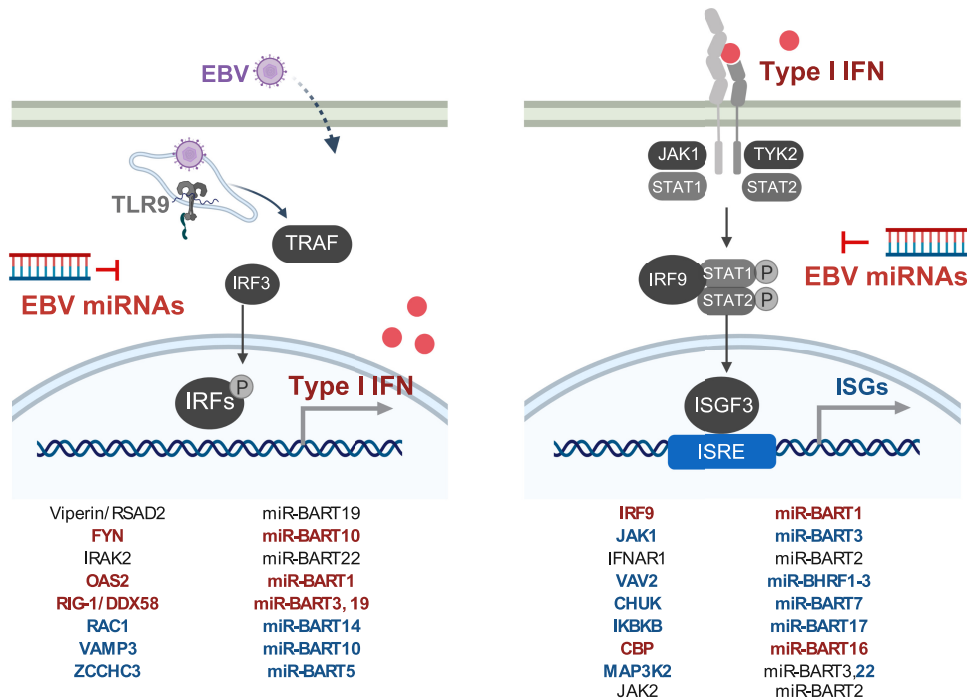 EBV
TLR9
TRAF
IRF3
EBV miRNAs
P
IRFs
Type I IFN
Viperin/ RSAD2 miR-BART19
FYN miR-BART10
IRAK2 miR-BART22
OAS2 miR-BART1
RIG-1/ DDX58 miR-BART3, 19
RAC1 miR-BART14
VAMP3 miR-BART10
ZCCHC3 miR-BART5
Type I IFN
JAK1 TYK2
STAT1 STAT2
IRF9 STAT1 P
STAT2 P
EBV miRNAs
ISGs
ISGF3
ISRE
IRF9 miR-BART1
JAK1 miR-BART3
IFNAR1 miR-BART2
VAV2 miR-BHRF1-3
CHUK miR-BART7
IKBKB miR-BART17
CBP miR-BART16
MAP3K2 miR-BART3,22
JAK2 miR-BART2